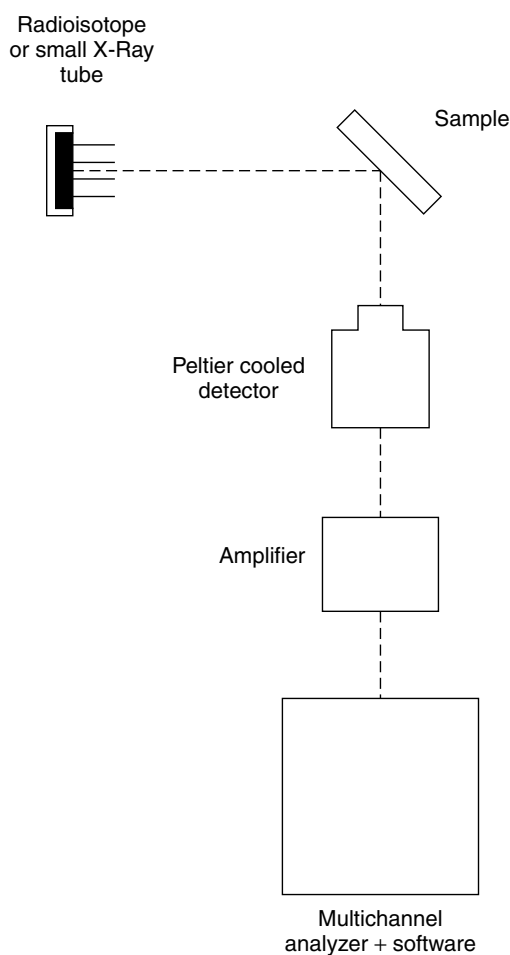 Radioisotope
or small X-Ray
tube
Sample
Peltier cooled
detector
Amplifier
Multichannel
analyzer + software